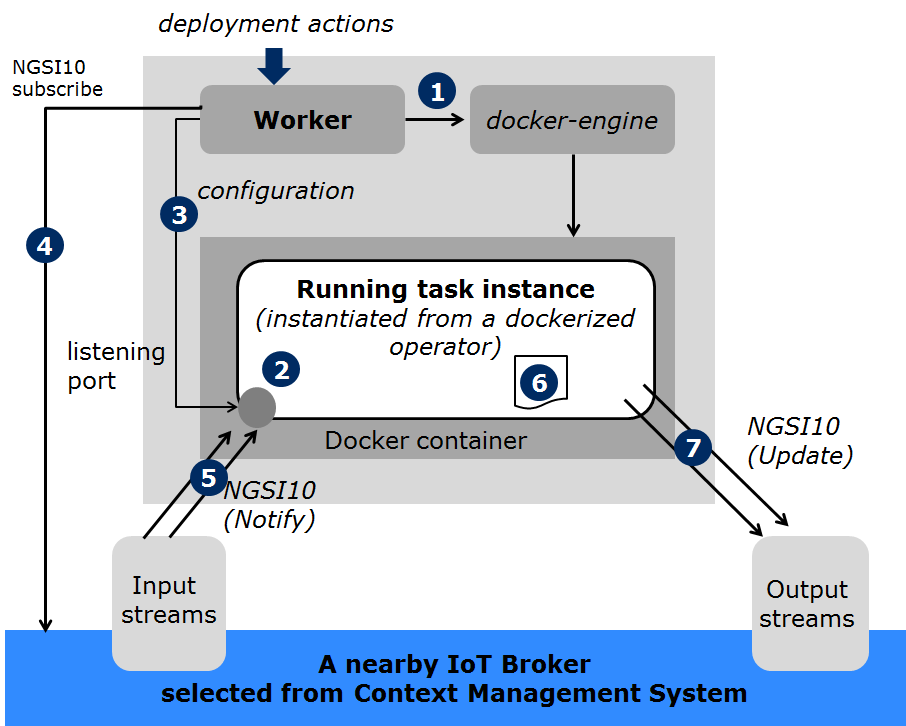 deployment actions
NGSI10
subscribe
1
Worker
docker-engine
configuration
3
4
Running task instance
(instantiated from a dockerized
operator)
listening
port
2
6
Docker container
NGSI10
(Update)
7
5
NGSI10
(Notify)
Input
streams
Output
streams
A nearby IoT Broker
selected from Context Management System